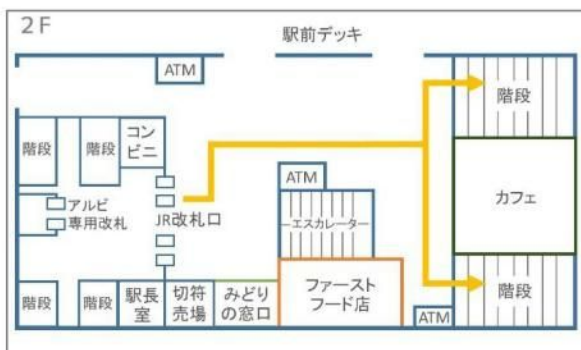 2F
駅前デッキ
ATM
階段
階段
階段
コン
ビニ
ATM
カフェ
アルビ
専用改札
JR改札口
エスカレーター
階段
階段
駅長
室
切符
売場
みどり
の窓口
ファースト
フード店
ATM
階段